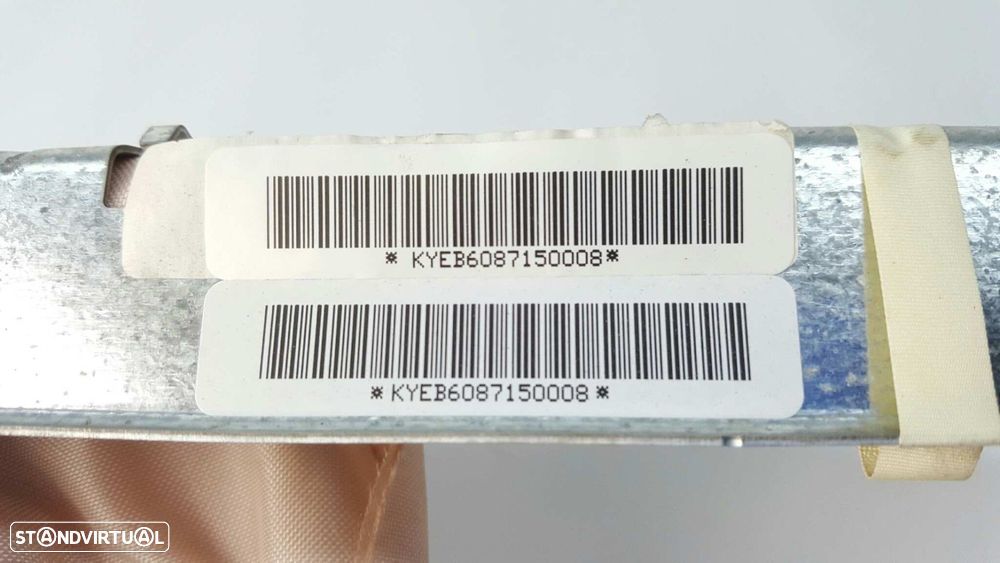 * KYEB6087150008*
* KYEB6087150008 *
STANDVIRTUAL